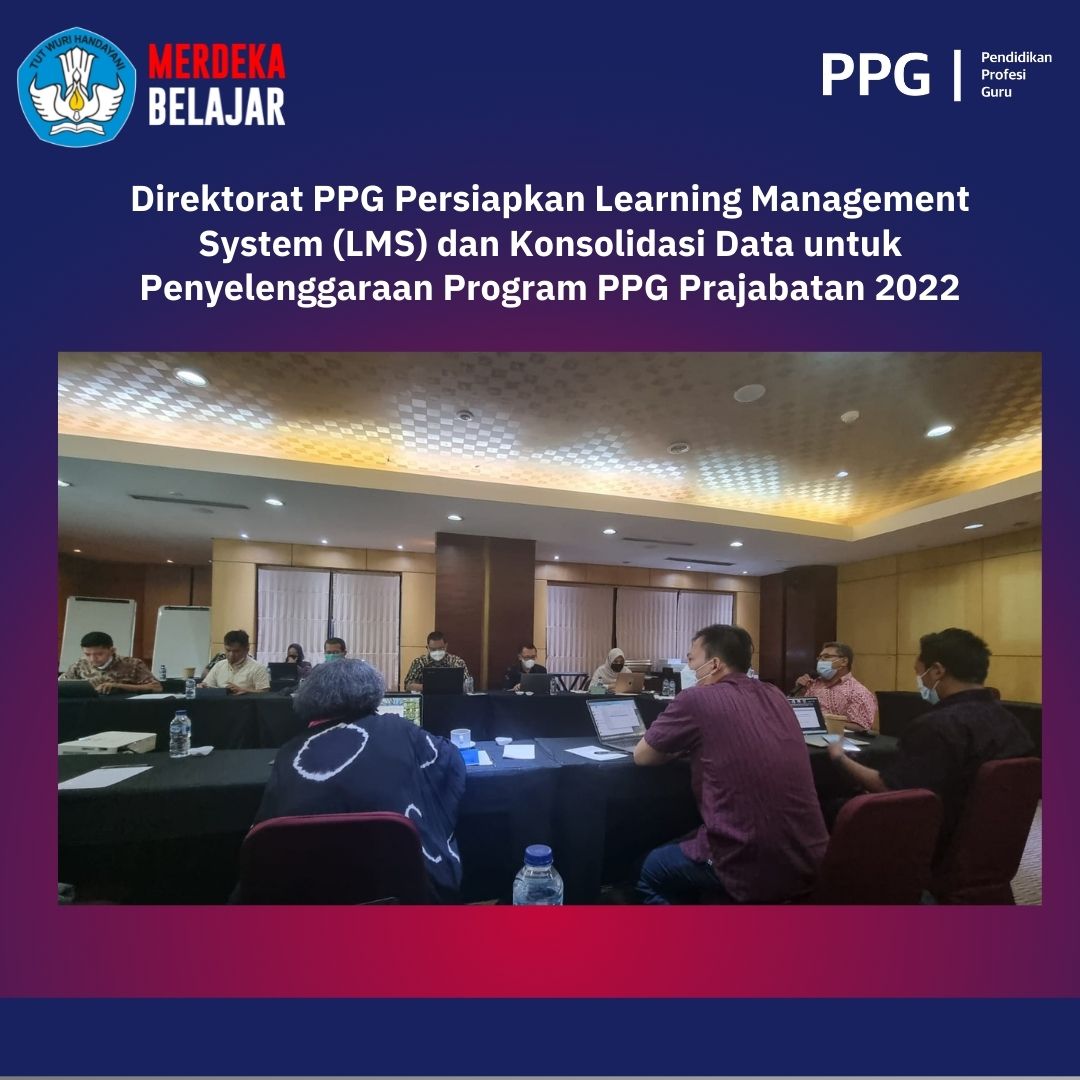 TUT WURI HANDAYANI
MERDEKA
BELAJAR
PPG
Pendidikan
Profesi
Guru
Direktorat PPG Persiapkan Learning Management
System (LMS) dan Konsolidasi Data untuk
Penyelenggaraan Program PPG Prajabatan 2022